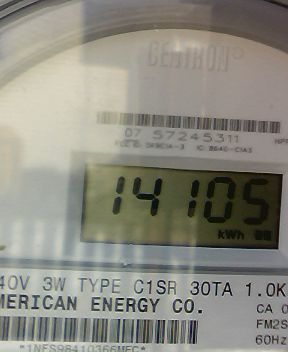 CENTRON®
07 57245311
14105
kWh
40V 3W TYPE C1SR 30TA 1.0K
MERICAN ENERGY CO.
CA 0
FM2S
60Hz
*1NFS98410366MEC*